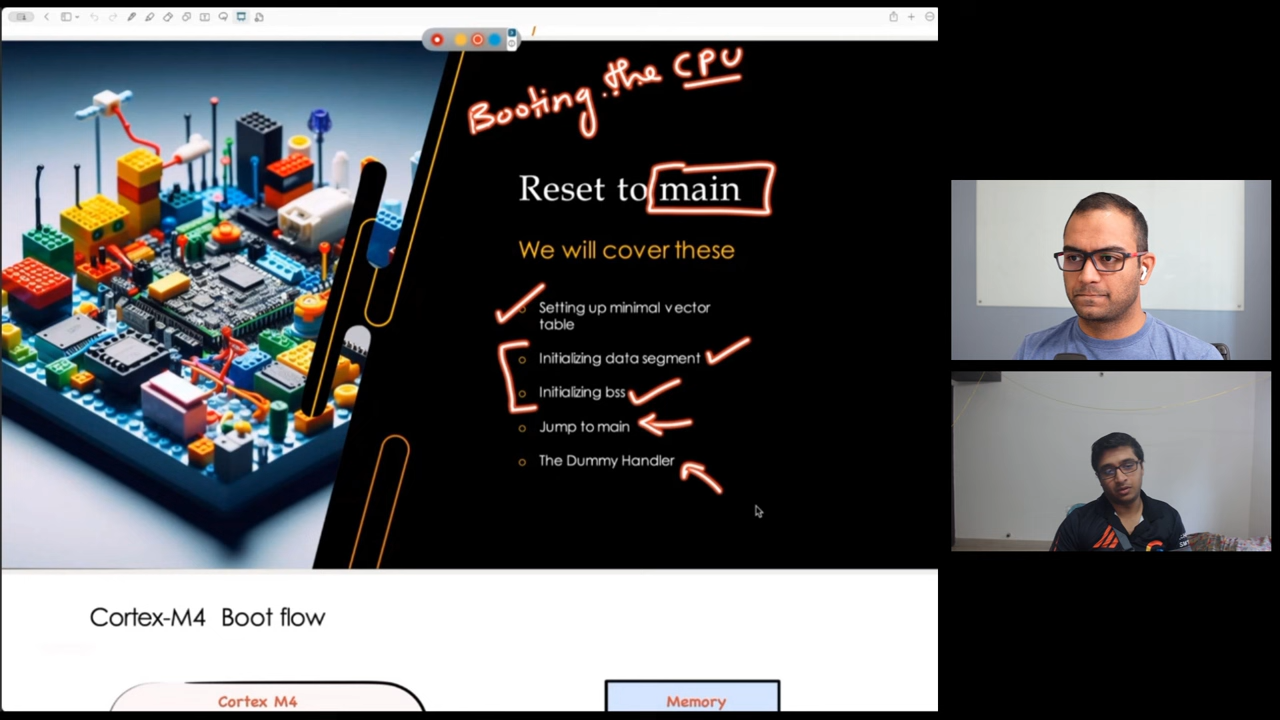 Booting the CPU
Reset to main
We will cover these
Setting up minimal vector
table
Initializing data segment
Initializing bss
Jump to main
The Dummy Handler
Cortex-M4 Boot flow
Cortex M4
Memory